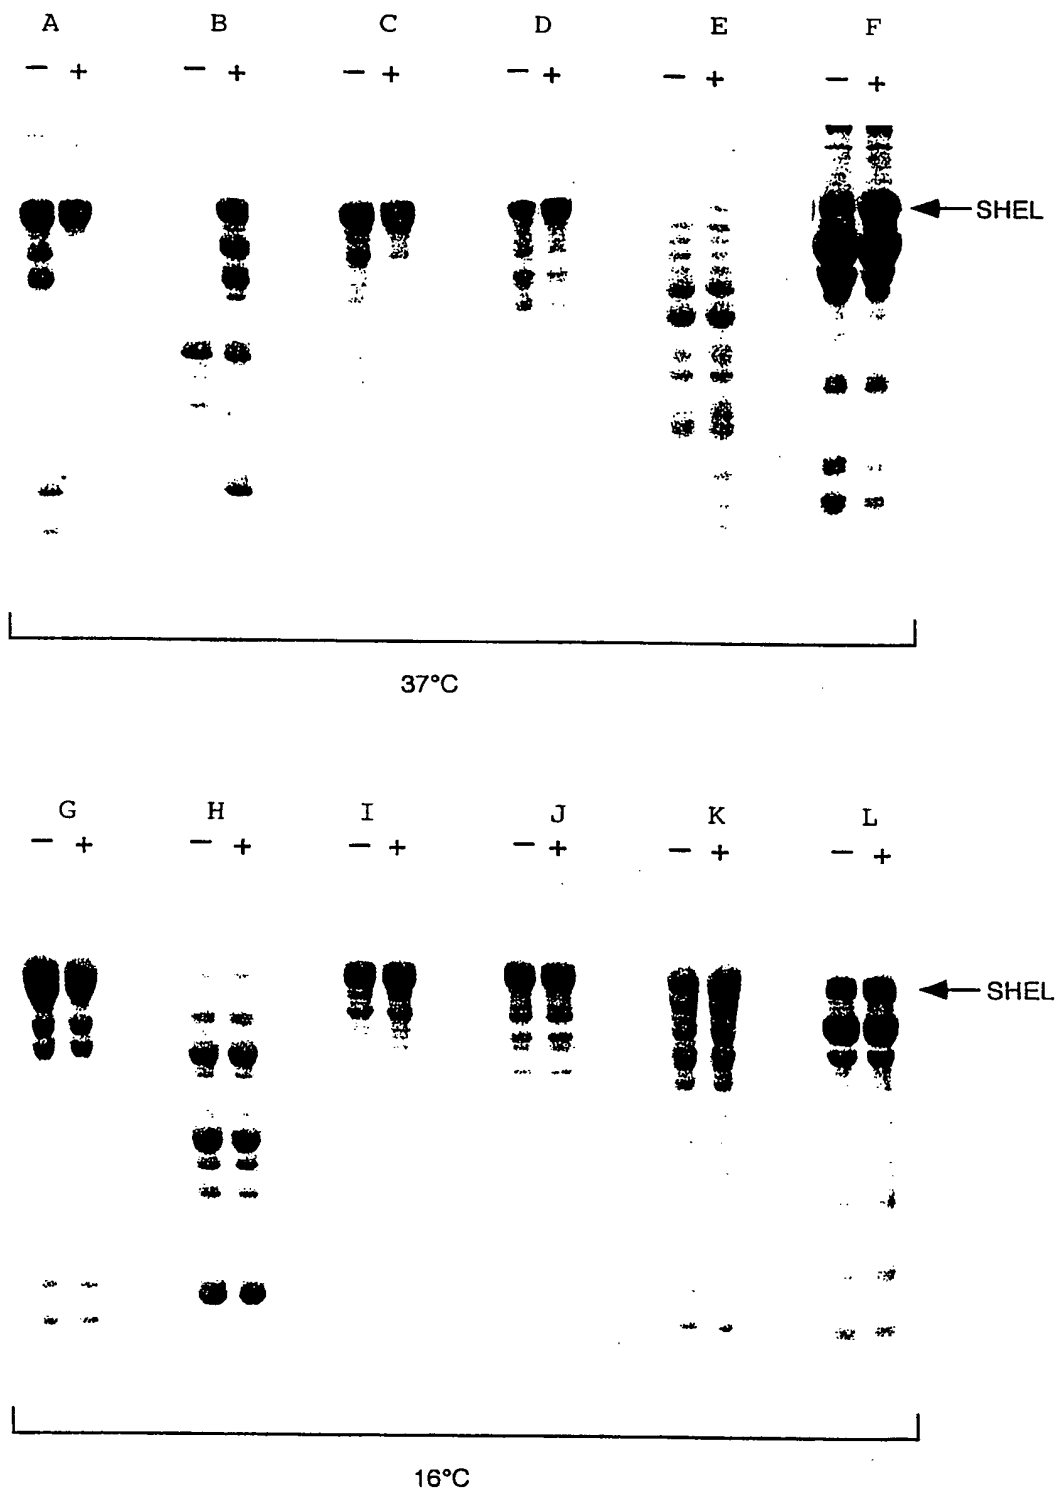 A B C D E F
− + − + − + − + − + − +
SHEL
37°C
G H I J K L
− + − + − + − + − + − +
SHEL
16°C